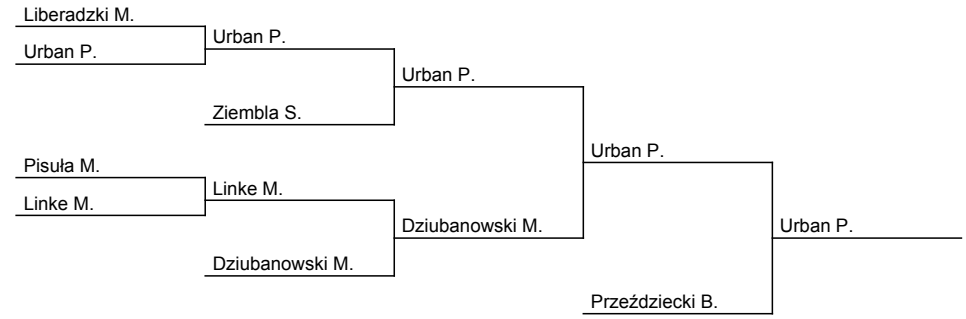 Liberadzki M.
Urban P.
Urban P.
Urban P.
Ziembla S.
Urban P.
Pisuła M.
Linke M.
Linke M.
Urban P.
Dziubanowski M.
Dziubanowski M.
Przeździecki B.